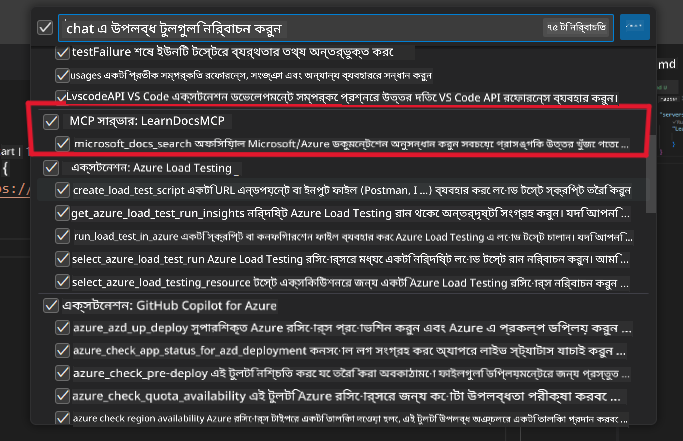 chat এ উপলব্ধ টুলগুলি নির্বাচন করুন
৭৫ টি নির্বাচিত
testFailure শেষ ইউনিট টেস্টের ব্যর্থতার তথ্য অন্তর্ভুক্ত করে
usages একটি প্রতীক সম্পর্কিত রেফারেন্স, সংজ্ঞা এবং অন্যান্য ব্যবহারের সন্ধান করুন
vscodeAPI VS Code এক্সটেনশন ডেভেলপমেন্ট সম্পর্কে প্রশ্নের উত্তর দিতে VS Code API রেফারেন্স ব্যবহার করুন।
md
MCP সার্ভার: LearnDocsMCP
microsoft_docs_search অফিসিয়াল Microsoft/Azure ডকুমেন্টেশন অনুসন্ধান করুন সবচেয়ে প্রাসঙ্গিক উত্তর খুঁজে পেতে ...
এক্সটেনশন: Azure Load Testing _
create_load_test_script একটি URL এন্ডপয়েন্ট বা ইনপুট ফাইল (Postman, I ...) ব্যবহার করে লোড টেস্ট স্ক্রিপ্ট তৈরি করুন
get_azure_load_test_run_insights নির্দিষ্ট Azure Load Testing রান থেকে অন্তর্দৃষ্টি সংগ্রহ করুন। যদি আপনি ...
run_load_test_in_azure একটি স্ক্রিপ্ট বা কনফিগারেশন ফাইল ব্যবহার করে Azure Load Testing এ লোড টেস্ট চালান। যদি আপনি ...
select_azure_load_test_run Azure Load Testing রিসোর্সের মধ্যে একটি নির্দিষ্ট লোড টেস্ট রান নির্বাচন করুন। আমি ...
select_azure_load_testing_resource টেস্ট এক্সিকিউশনের জন্য একটি Azure Load Testing রিসোর্স নির্বাচন করুন ...
এক্সটেনশন: GitHub Copilot for Azure
azure_azd_up_deploy সুপারিশকৃত Azure রিসোর্স প্রোভিশন করুন এবং Azure এ প্রকল্প ডিপ্লয় করুন ...
azure_check_app_status_for_azd_deployment কনসোল লগ সংগ্রহ করে অ্যাপের লাইভ স্ট্যাটাস যাচাই করুন ...
azure_check_pre-deploy এই টুলটি নিশ্চিত করে যে তৈরি করা অবকাঠামো ফাইলগুলি ডিপ্লয়মেন্টের জন্য প্রস্তুত ...
azure_check_quota_availability এই টুলটি Azure রিসোর্সের জন্য কোটা উপলব্ধতা পরীক্ষা করবে ...
azure check region availability Azure রিসোর্স টাইপের একটি তালিকা দেওয়া হলে, এই টুলটি উপলব্ধ অঞ্চলের একটি তালিকা প্রদান করবে ...